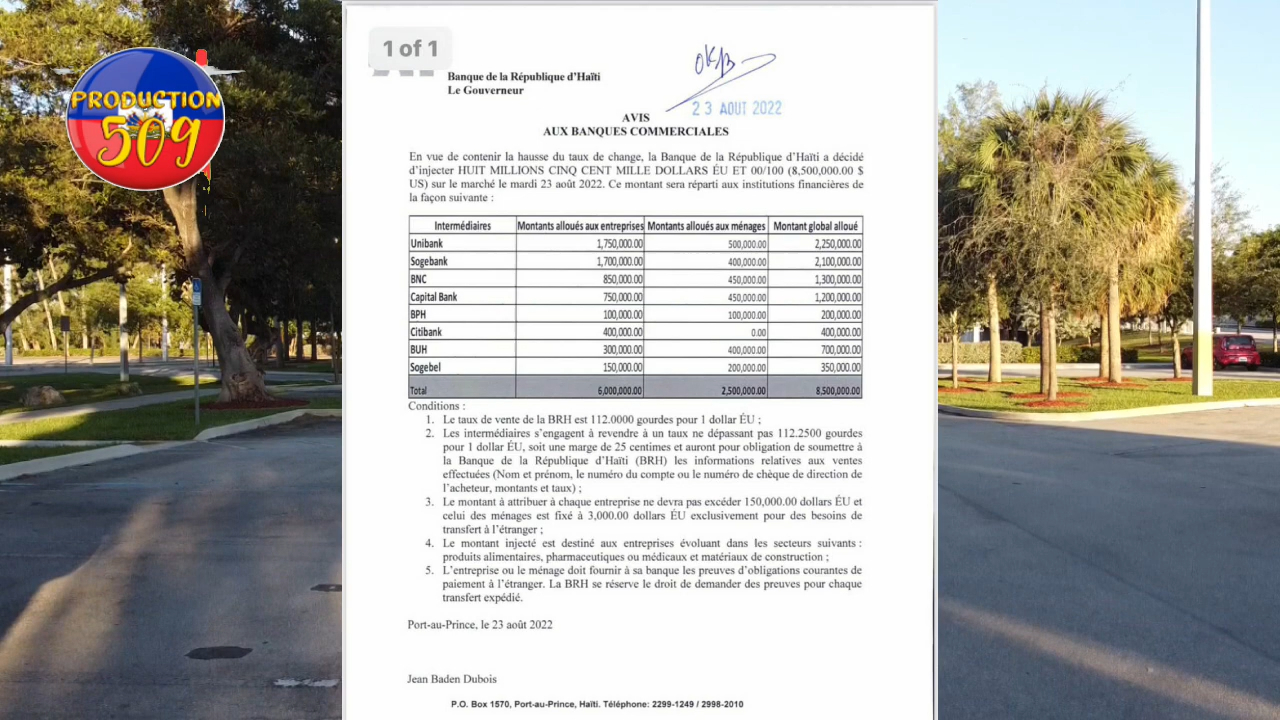 PRODUCTION
509
1 of 1
Banque de la République d'Haïti
Le Gouverneur
23 AOUT 2022
AVIS
AUX BANQUES COMMERCIALES
En vue de contenir la hausse du taux de change, la Banque de la République d'Haïti a décidé
d'injecter HUIT MILLIONS CINQ CENT MILLE DOLLARS ÉU ET 00/100 (8,500,000.00 $
US) sur le marché le mardi 23 août 2022. Ce montant sera réparti aux institutions financières de
la façon suivante :
Intermédiaires Montants alloués aux entreprises Montants alloués aux ménages Montant global alloué
Unibank 1,750,000.00 500,000.00 2,250,000.00
Sogebank 1,700,000.00 400,000.00 2,100,000.00
BNC 850,000.00 450,000.00 1,300,000.00
Capital Bank 750,000.00 450,000.00 1,200,000.00
BPH 100,000.00 100,000.00 200,000.00
Citibank 400,000.00 0.00 400,000.00
BUH 300,000.00 400,000.00 700,000.00
Sogebel 150,000.00 200,000.00 350,000.00
Total 6,000,000.00 2,500,000.00 8,500,000.00
Conditions :
1. Le taux de vente de la BRH est 112.0000 gourdes pour 1 dollar ÉU ;
2. Les intermédiaires s'engagent à revendre à un taux ne dépassant pas 112.2500 gourdes
pour 1 dollar ÉU, soit une marge de 25 centimes et auront pour obligation de soumettre à
la Banque de la République d'Haïti (BRH) les informations relatives aux ventes
effectuées (Nom et prénom, le numéro du compte ou le numéro de chèque de direction de
l'acheteur, montants et taux) ;
3. Le montant à attribuer à chaque entreprise ne devra pas excéder 150,000.00 dollars ÉU et
celui des ménages est fixé à 3,000.00 dollars ÉU exclusivement pour des besoins de
transfert à l'étranger ;
4. Le montant injecté est destiné aux entreprises évoluant dans les secteurs suivants :
produits alimentaires, pharmaceutiques ou médicaux et matériaux de construction ;
5. L'entreprise ou le ménage doit fournir à sa banque les preuves d'obligations courantes de
paiement à l'étranger. La BRH se réserve le droit de demander des preuves pour chaque
transfert expédié.
Port-au-Prince, le 23 août 2022
Jean Baden Dubois
P.O. Box 1570, Port-au-Prince, Haïti. Téléphone: 2299-1249 / 2998-2010